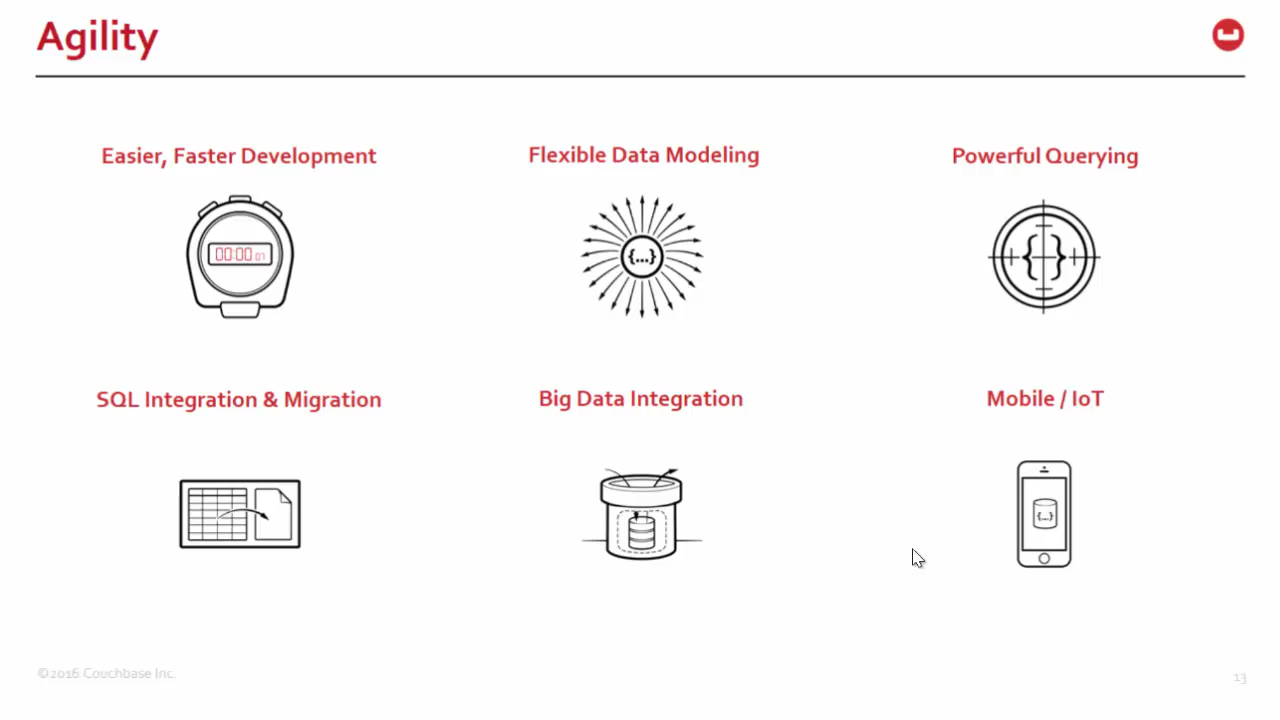 Agility
Easier, Faster Development
Flexible Data Modeling
Powerful Querying
00:00 01
{...}
{ }
SQL Integration & Migration
Big Data Integration
Mobile / IoT
{...}
©2016 Couchbase Inc.
13